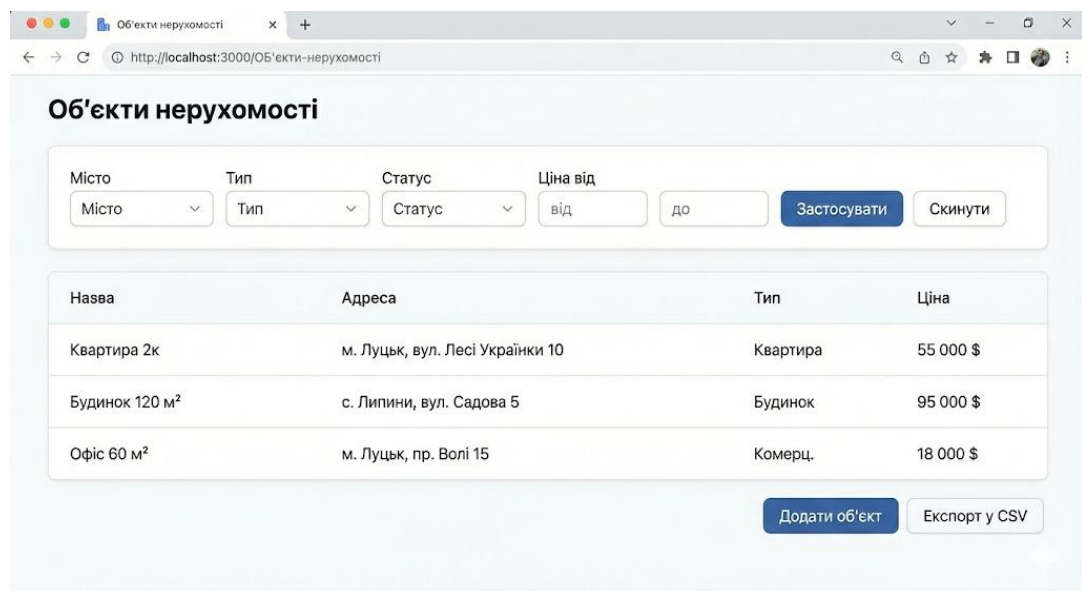 Об'єкти нерухомості
http://localhost:3000/ОБ'єкти-нерухомості
Об'єкти нерухомості
Місто Тип Статус Ціна від
Місто Тип Статус від до Застосувати Скинути
Назва Адреса Тип Ціна
Квартира 2к м. Луцьк, вул. Лесі Українки 10 Квартира 55 000 $
Будинок 120 м² с. Липини, вул. Садова 5 Будинок 95 000 $
Офіс 60 м² м. Луцьк, пр. Волі 15 Комерц. 18 000 $
Додати об'єкт Експорт у CSV